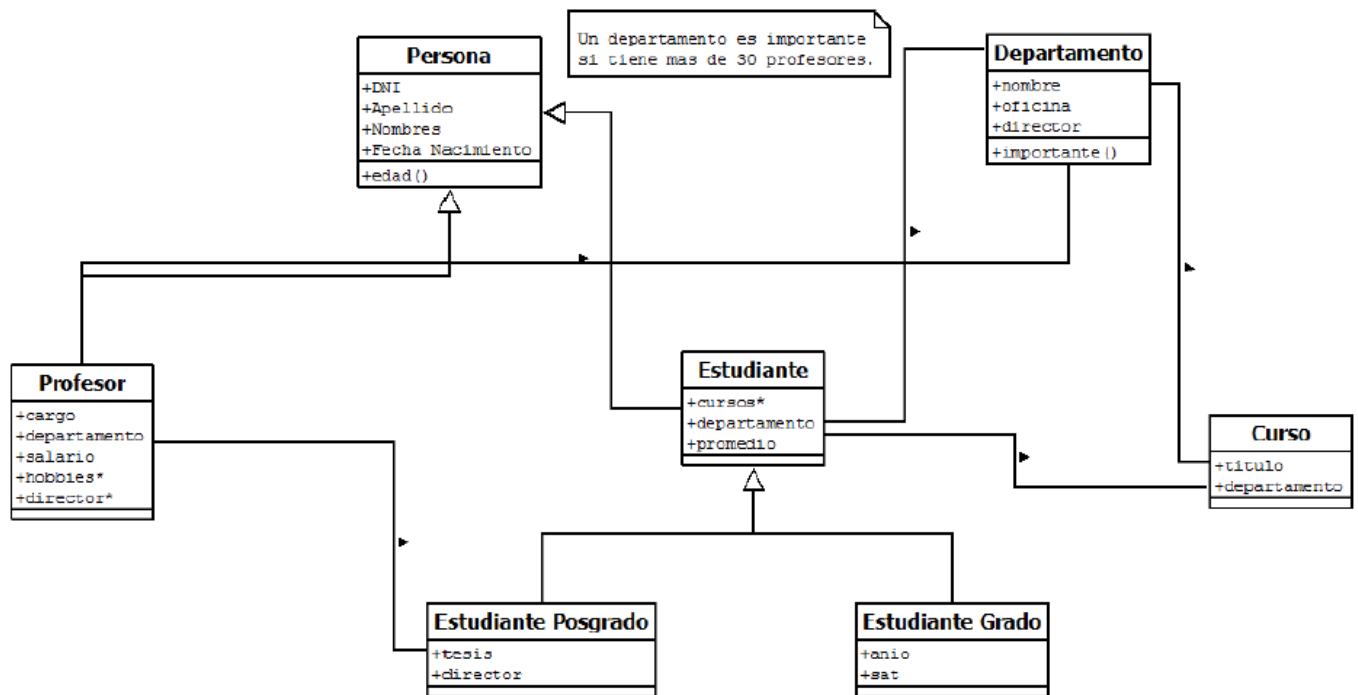 Persona
+DNI
+Apellido
+Nombres
+Fecha Nacimiento
+edad()
Un departamento es importante
si tiene mas de 30 profesores.
Departamento
+nombre
+oficina
+director
+importante()
Profesor
+cargo
+departamento
+salario
+hobbies*
+director*
Estudiante
+cursos*
+departamento
+promedio
Curso
+titulo
+departamento
Estudiante Posgrado
+tesis
+director
Estudiante Grado
+anio
+sat